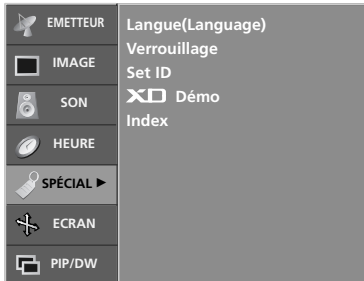 EMETTEUR
IMAGE
SON
HEURE
SPÉCIAL ►
ECRAN
PIP/DW
Langue(Language)
Verrouillage
Set ID
XD Démo
Index